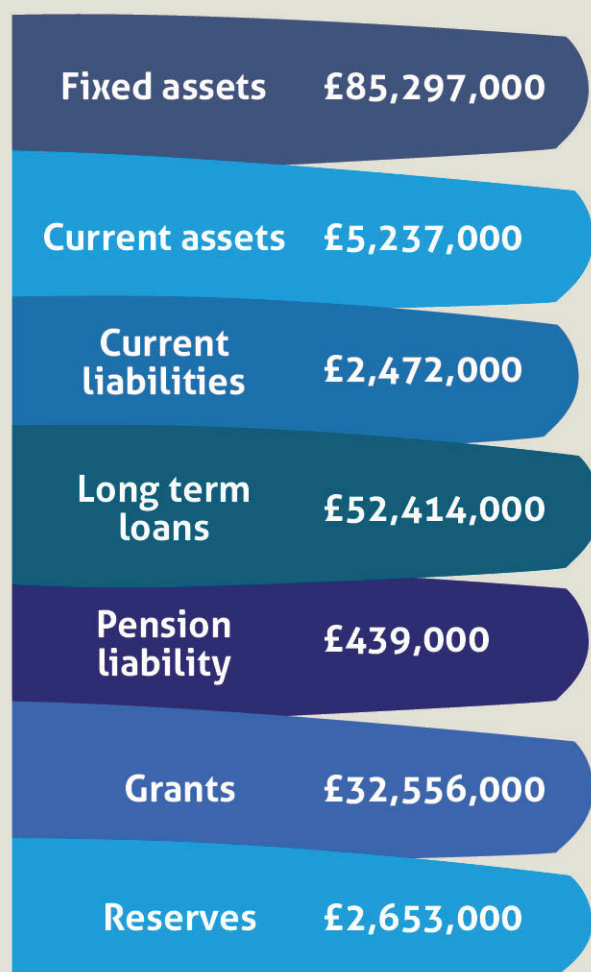 Fixed assets £85,297,000
Current assets £5,237,000
Current
liabilities £2,472,000
Long term
loans £52,414,000
Pension
liability £439,000
Grants £32,556,000
Reserves £2,653,000